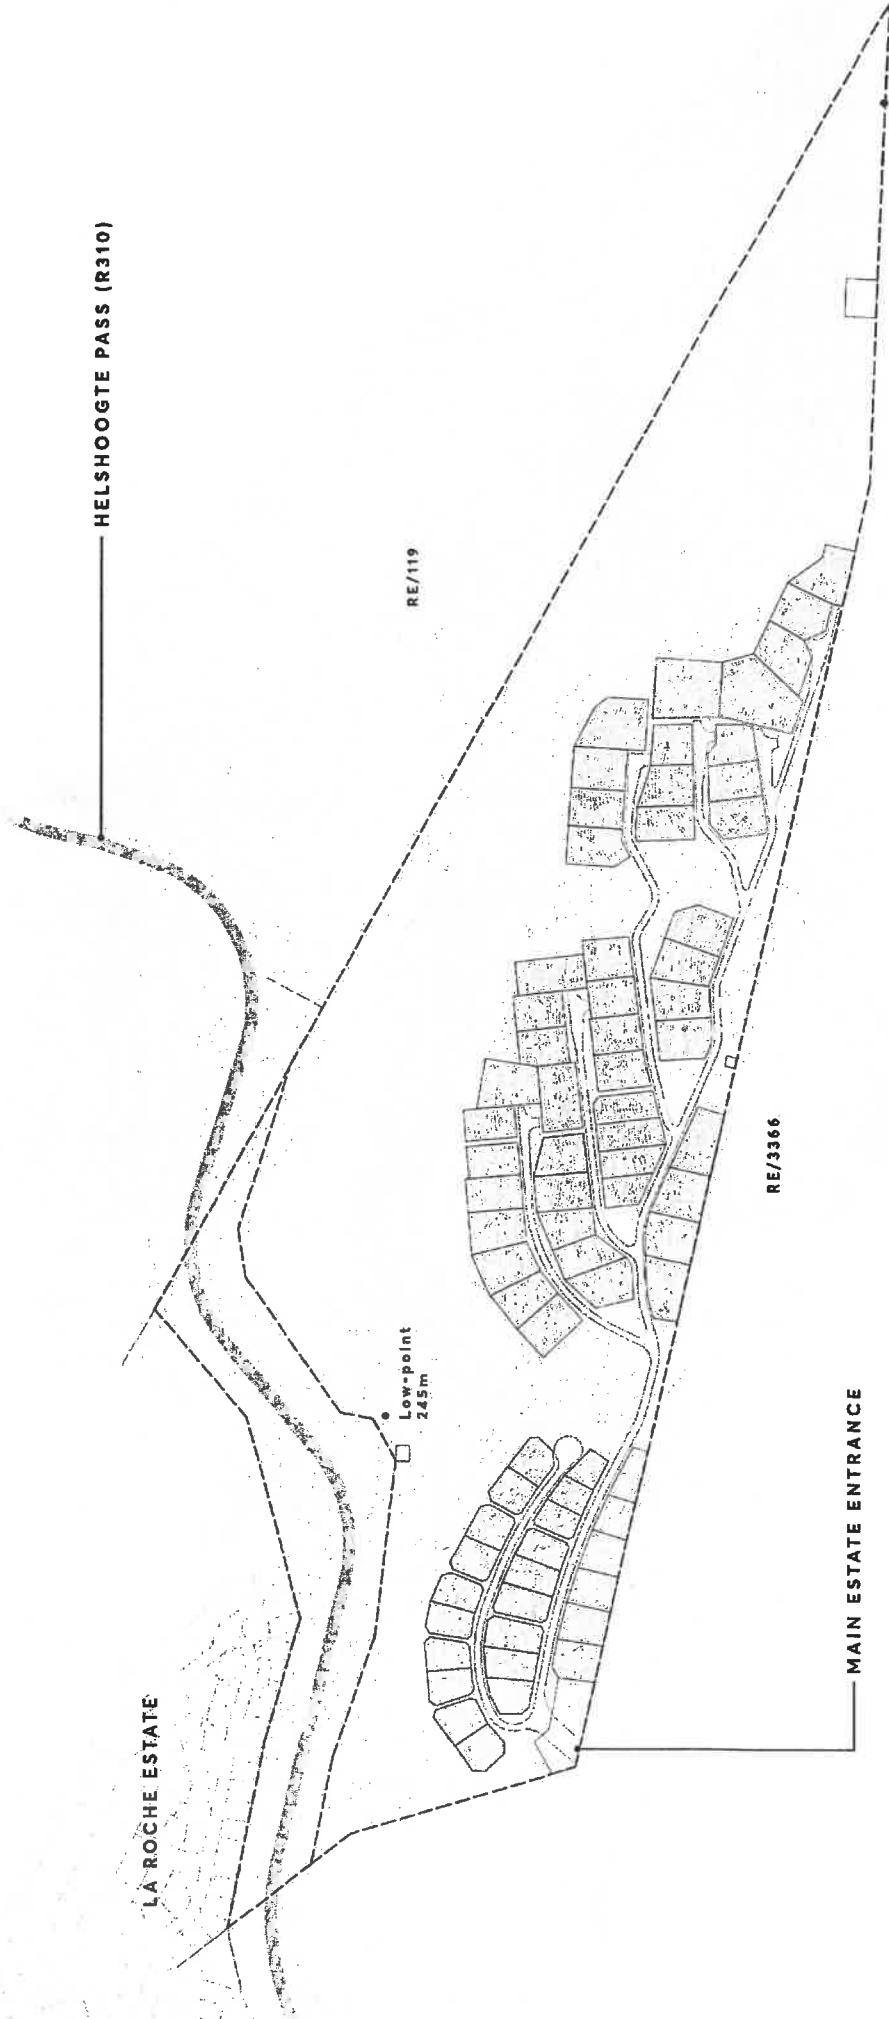 HELSHOOGTE PASS (R310)
RE/119
LA ROCHE ESTATE
Low-point
245m
RE/3366
MAIN ESTATE ENTRANCE